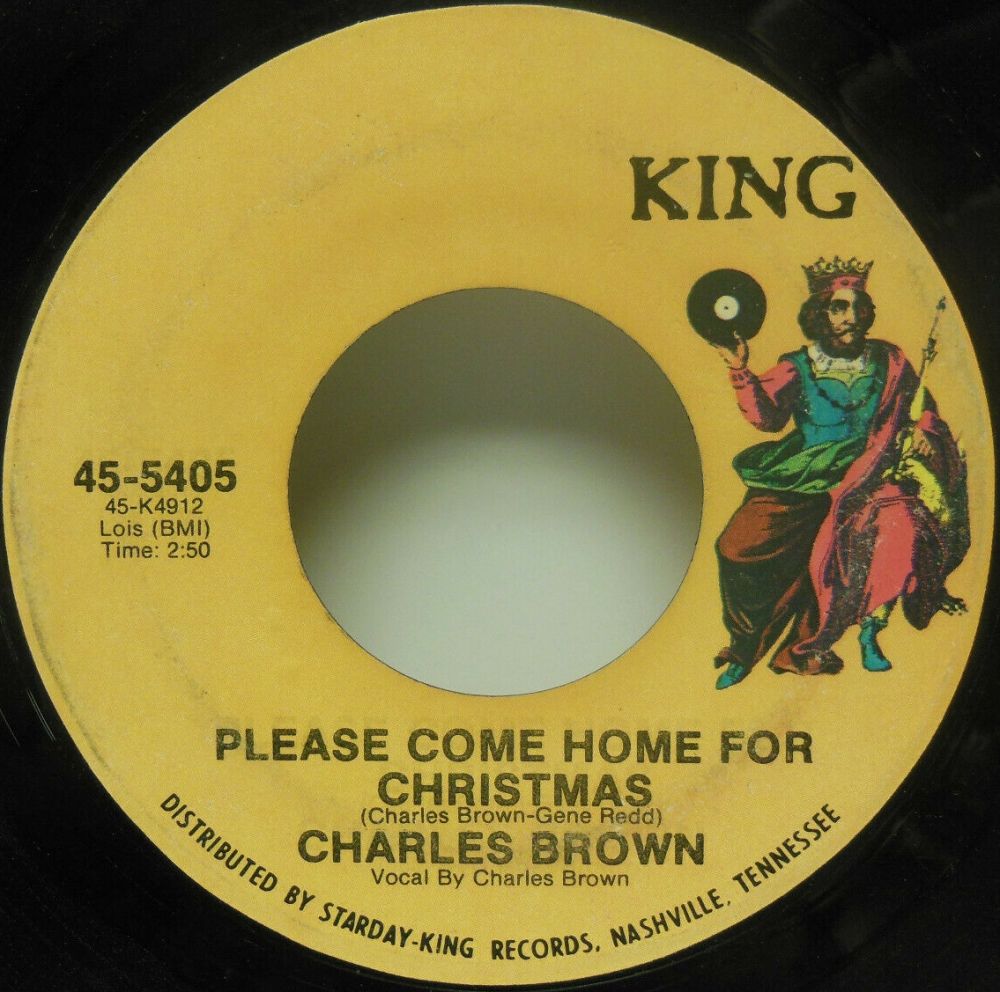 KING
45-5405
45-K4912
Lois (BMI)
Time: 2:50
PLEASE COME HOME FOR
CHRISTMAS
(Charles Brown-Gene Redd)
CHARLES BROWN
Vocal By Charles Brown
DISTRIBUTED BY STARDAY-KING RECORDS, NASHVILLE, TENNESSEE